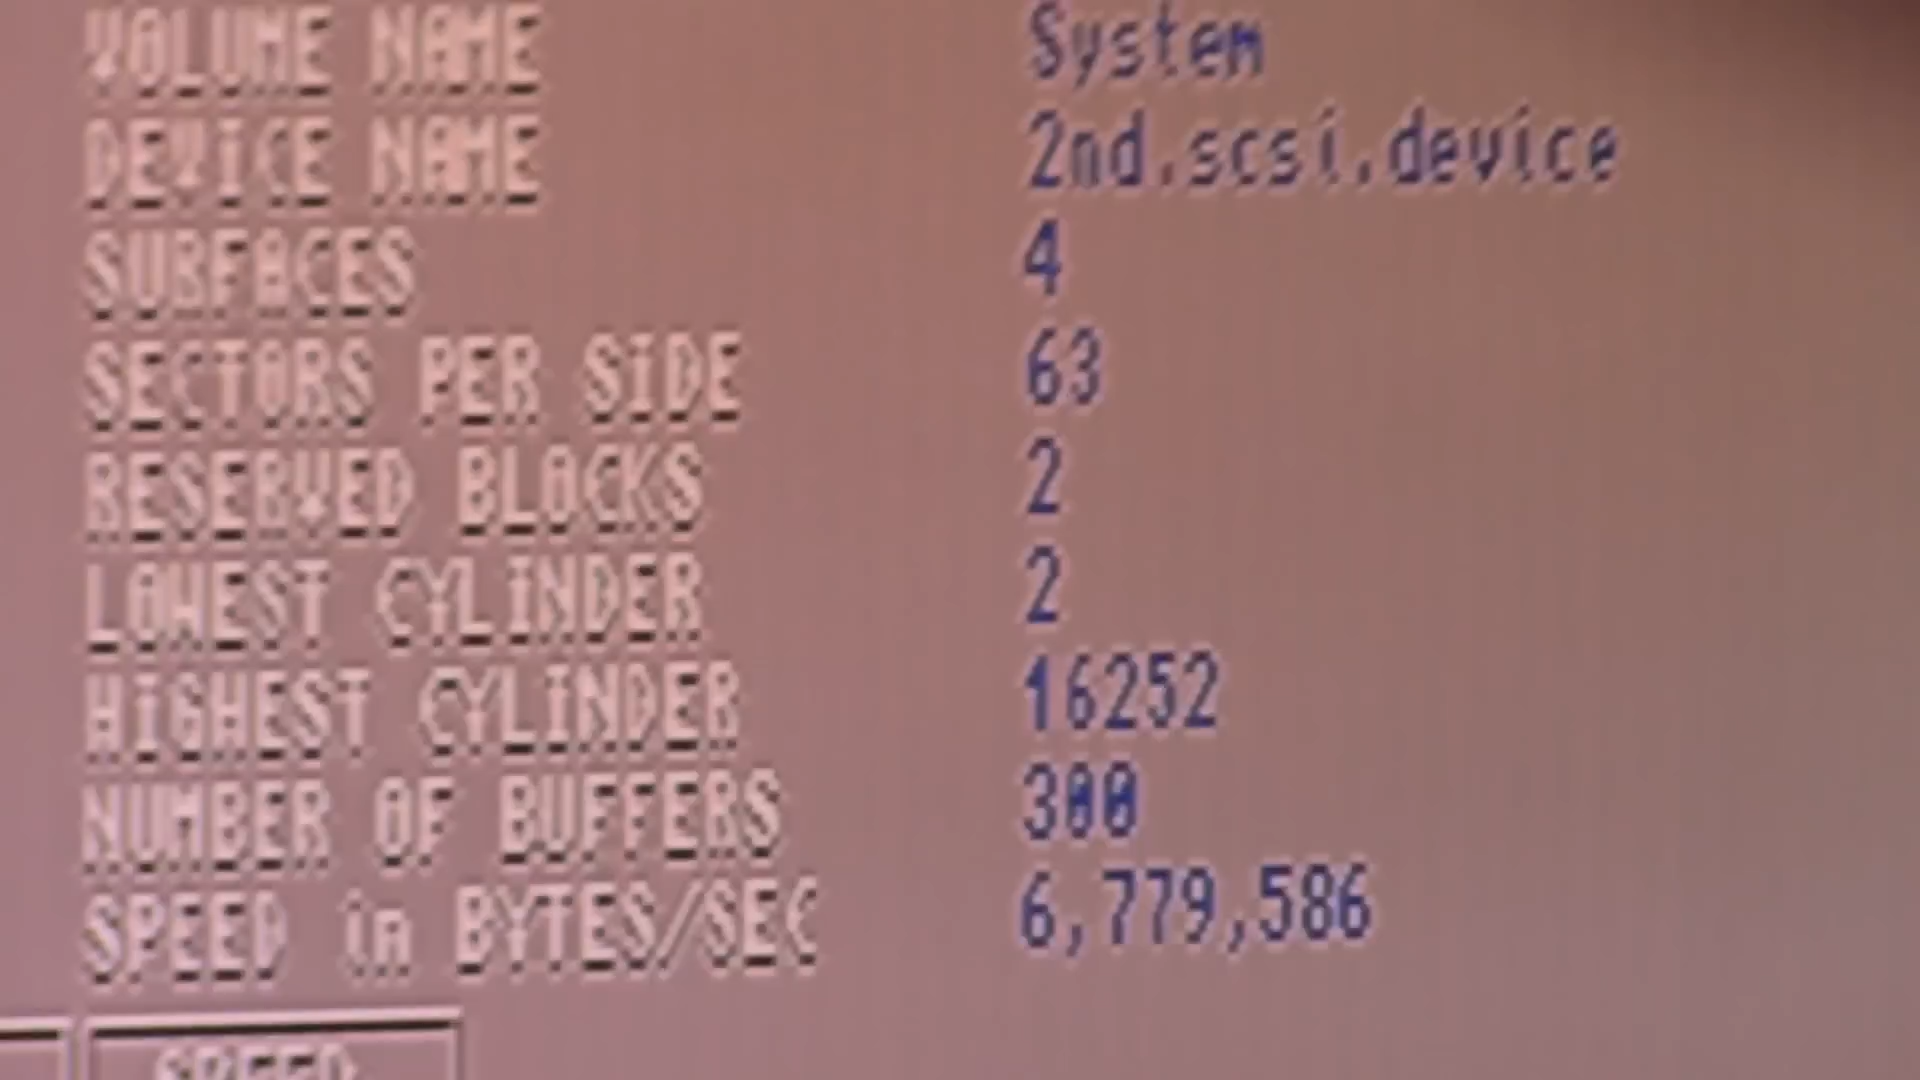 VOLUME NAME System
DEVICE NAME 2nd.scsi.device
SURFACES 4
SECTORS PER SIDE 63
RESERVED BLOCKS 2
LOWEST CYLINDER 2
HIGHEST CYLINDER 16252
NUMBER OF BUFFERS 300
SPEED in BYTES/SEC 6,779,586
SPEED